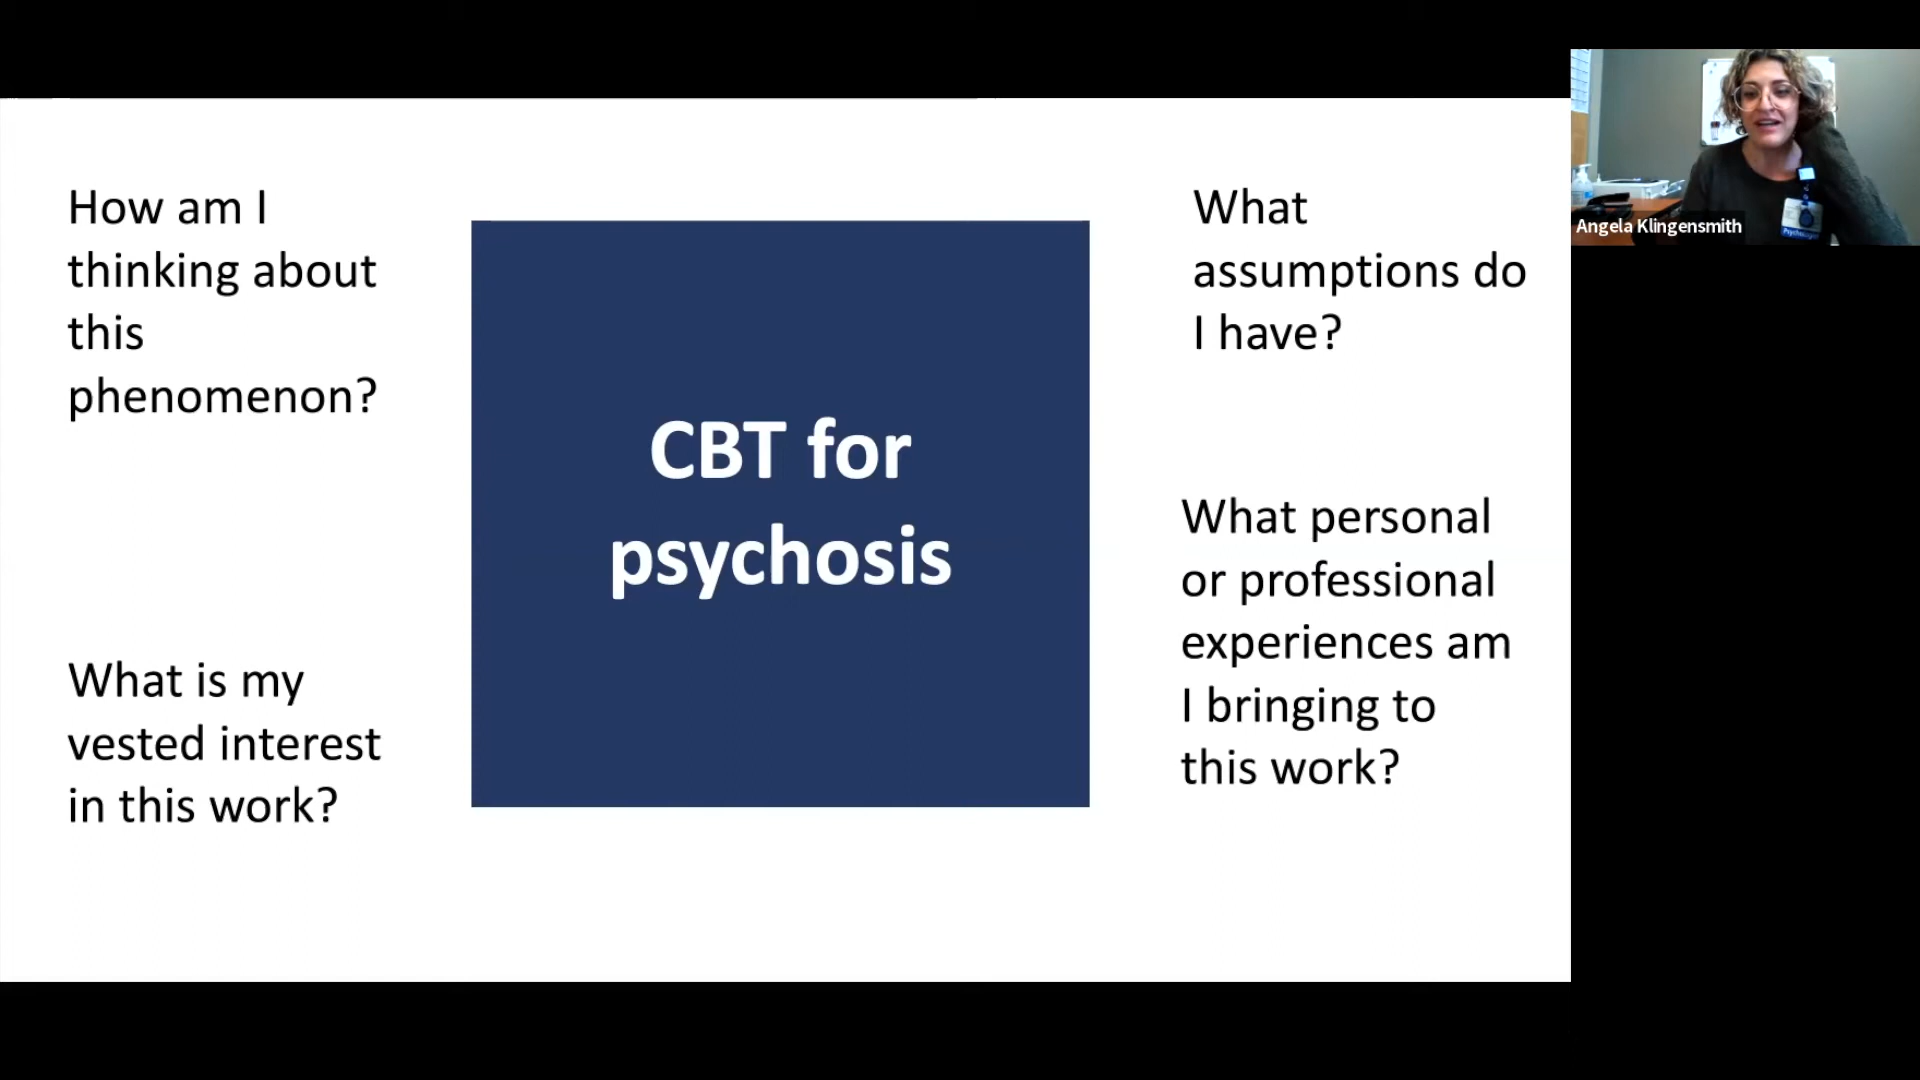 How am I
thinking about
this
phenomenon?
What is my
vested interest
in this work?
CBT for
psychosis
What
assumptions do
I have?
What personal
or professional
experiences am
I bringing to
this work?
Angela Klingensmith